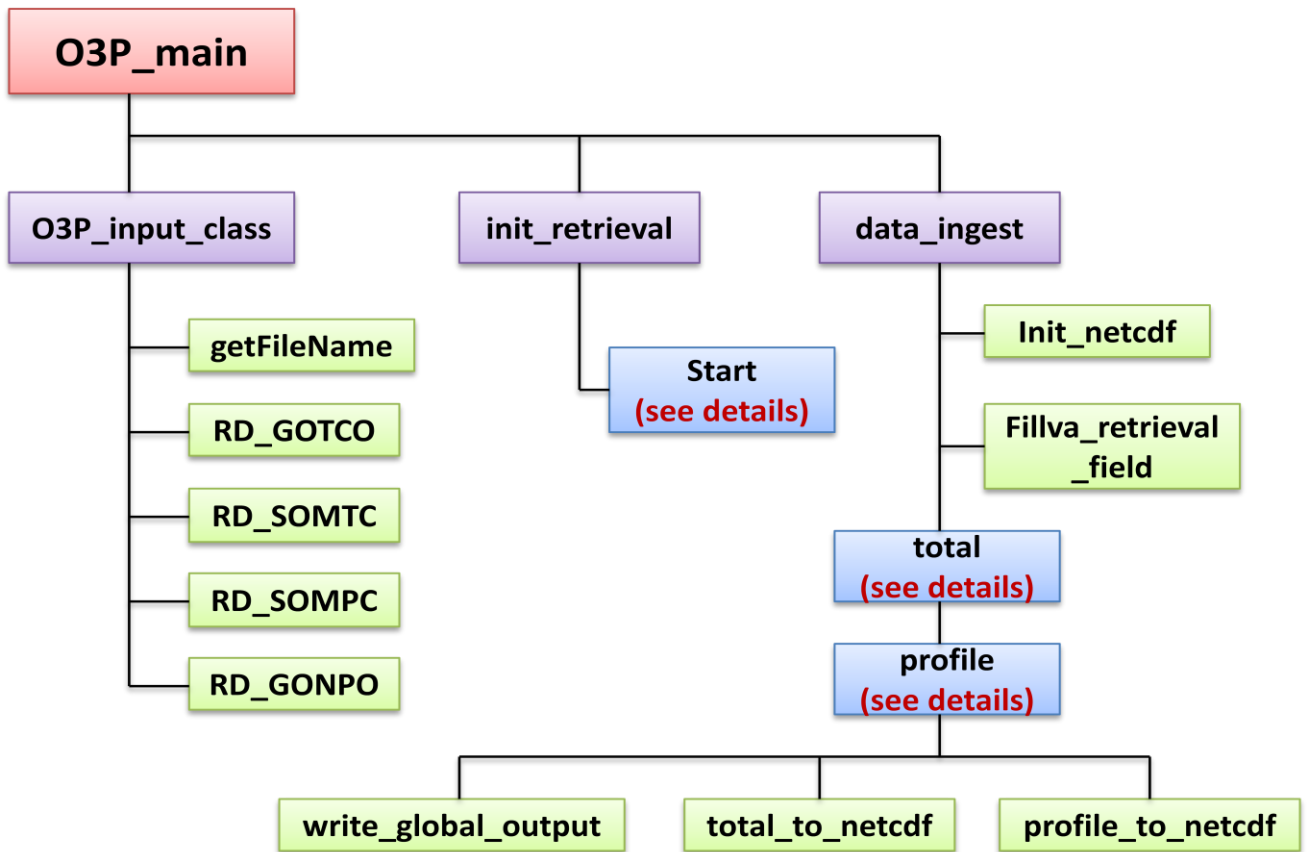 O3P_main
O3P_input_class
init_retrieval
data_ingest
getFileName
RD_GOTCO
RD_SOMTC
RD_SOMPC
RD_GONPO
Start
(see details)
Init_netcdf
Fillva_retrieval
_field
total
(see details)
profile
(see details)
write_global_output
total_to_netcdf
profile_to_netcdf